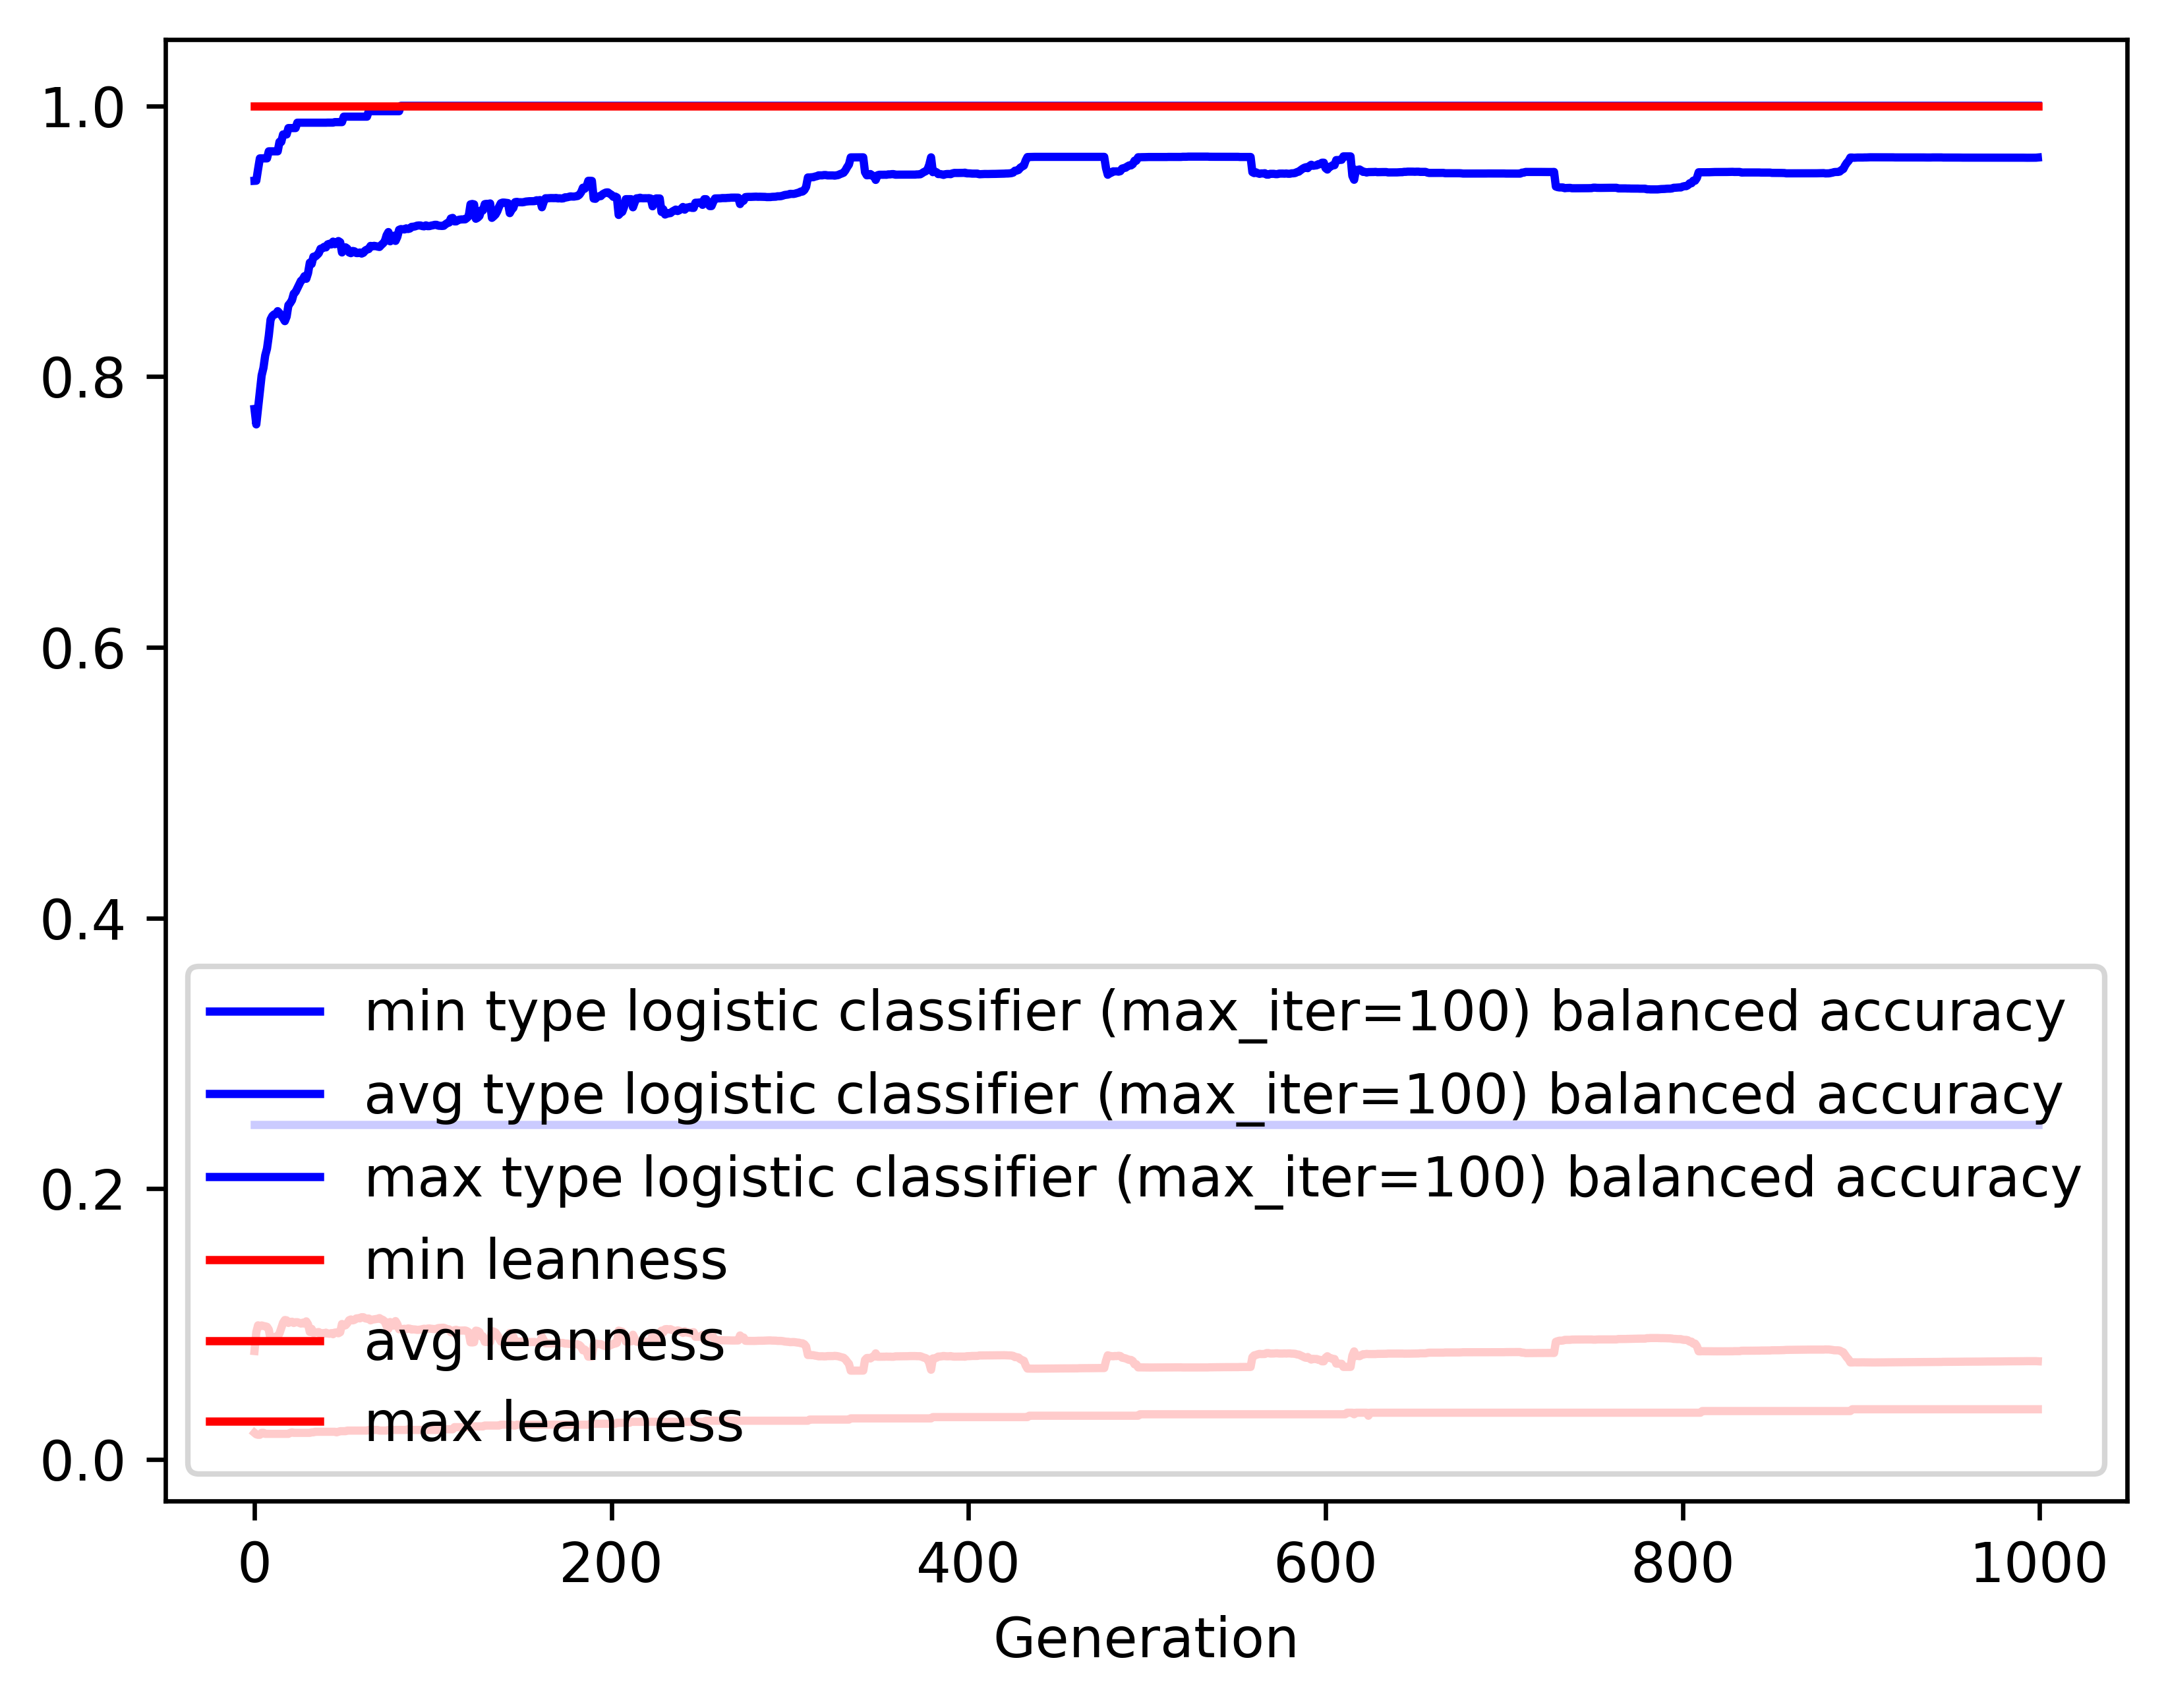 1.0
0.8
0.6
0.4
0.2
0.0
min type logistic classifier (max_iter=100) balanced accuracy
avg type logistic classifier (max_iter=100) balanced accuracy
max type logistic classifier (max_iter=100) balanced accuracy
min leanness
avg leanness
max leanness
0 200 400 600 800 1000
Generation